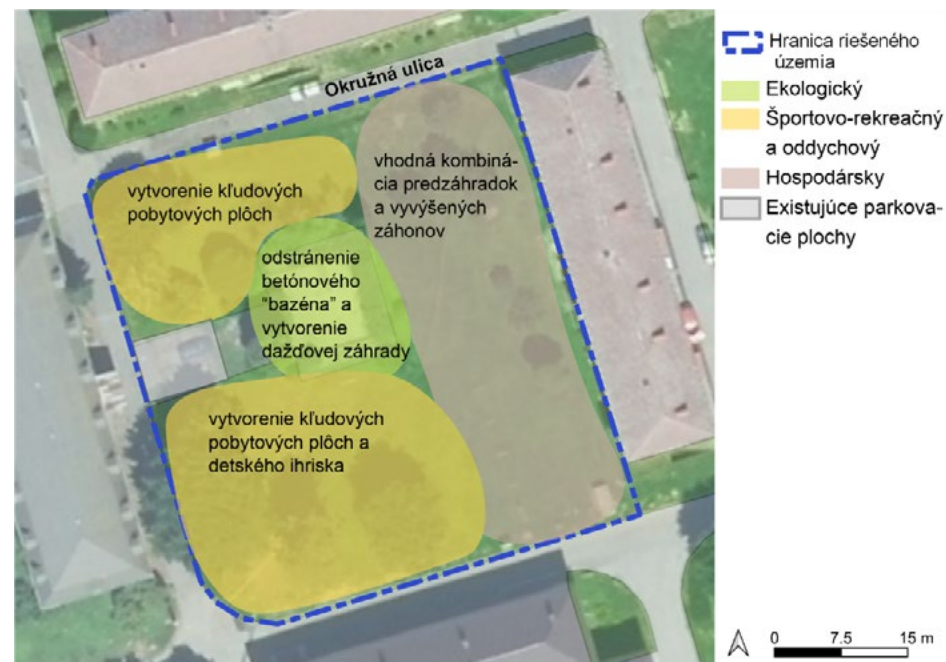 Okružná ulica
vytvorenie kľudových
pobytových plôch
vhodná kombiná-
cia predzáhradok
a vyvýšených
záhonov
odstránenie
betónového
"bazéna" a
vytvorenie
dažďovej záhrady
vytvorenie kľudových
pobytových plôch a
detského ihriska
Hranica riešeného
územia
Ekologický
Športovo-rekreačný
a oddychový
Hospodársky
Existujúce parkova-
cie plochy
0 7.5 15 m